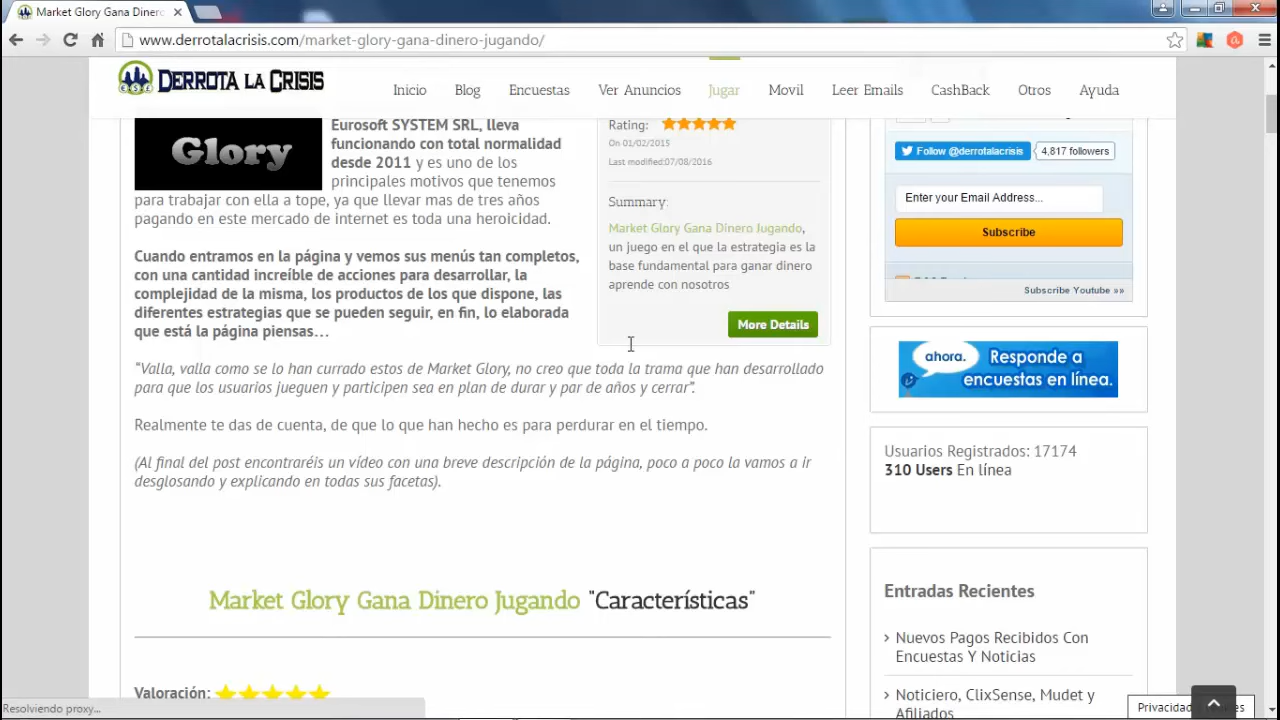 Market Glory Gana Dinero
www.derrotalacrisis.com/market-glory-gana-dinero-jugando/
DERROTA LA CRISIS
Inicio Blog Encuestas Ver Anuncios Jugar Movil Leer Emails CashBack Otros Ayuda
Glory
Eurosoft SYSTEM SRL, lleva
funcionando con total normalidad
desde 2011 y es uno de los
principales motivos que tenemos
para trabajar con ella a tope, ya que llevar mas de tres años
pagando en este mercado de internet es toda una heroicidad.
Cuando entramos en la página y vemos sus menús tan completos,
con una cantidad increíble de acciones para desarrollar, la
complejidad de la misma, los productos de los que dispone, las
diferentes estrategias que se pueden seguir, en fin, lo elaborada
que está la página piensas...
"Valla, valla como se lo han currado estos de Market Glory, no creo que toda la trama que han desarrollado
para que los usuarios jueguen y participen sea en plan de durar y par de años y cerrar".
Realmente te das de cuenta, de que lo que han hecho es para perdurar en el tiempo.
(Al final del post encontraréis un vídeo con una breve descripción de la página, poco a poco la vamos a ir
desglosando y explicando en todas sus facetas).
Market Glory Gana Dinero Jugando "Características"
Valoración:
Rating:
On 01/02/2015
Last modified:07/08/2016
Summary:
Market Glory Gana Dinero Jugando,
un juego en el que la estrategia es la
base fundamental para ganar dinero
aprende con nosotros
More Details
Follow @derrotalacrisis 4,817 followers
Enter your Email Address...
Subscribe
Subscribe Youtube »»
ahora. Responde a
encuestas en línea.
Usuarios Registrados: 17174
310 Users En línea
Entradas Recientes
Nuevos Pagos Recibidos Con
Encuestas Y Noticias
Noticiero, ClixSense, Mudet y
Afiliados
Resolviendo proxy...
Privacidad